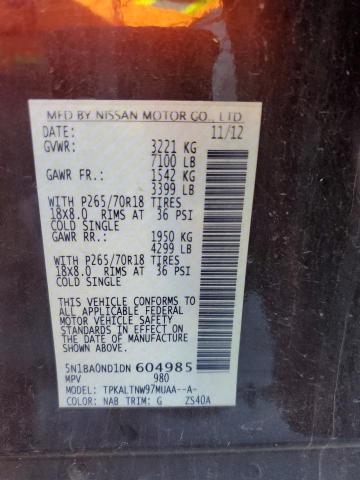 MFD BY NISSAN MOTOR CO., LTD.
DATE: 11/12
GVWR: 3221 KG
7100 LB
GAWR FR.: 1542 KG
3399 LB
WITH P265/70R18 TIRES
18X8.0 RIMS AT 36 PSI
COLD SINGLE
GAWR RR.: 1950 KG
4299 LB
WITH P265/70R18 TIRES
18X8.0 RIMS AT 36 PSI
COLD SINGLE
THIS VEHICLE CONFORMS TO
ALL APPLICABLE FEDERAL
MOTOR VEHICLE SAFETY
STANDARDS IN EFFECT ON
THE DATE OF MANUFACTURE
SHOWN ABOVE.
5N1BA0ND1DN 604985
MPV 980
TPKALTNW97MUAA--A-
COLOR: NAB TRIM: G ZS40A